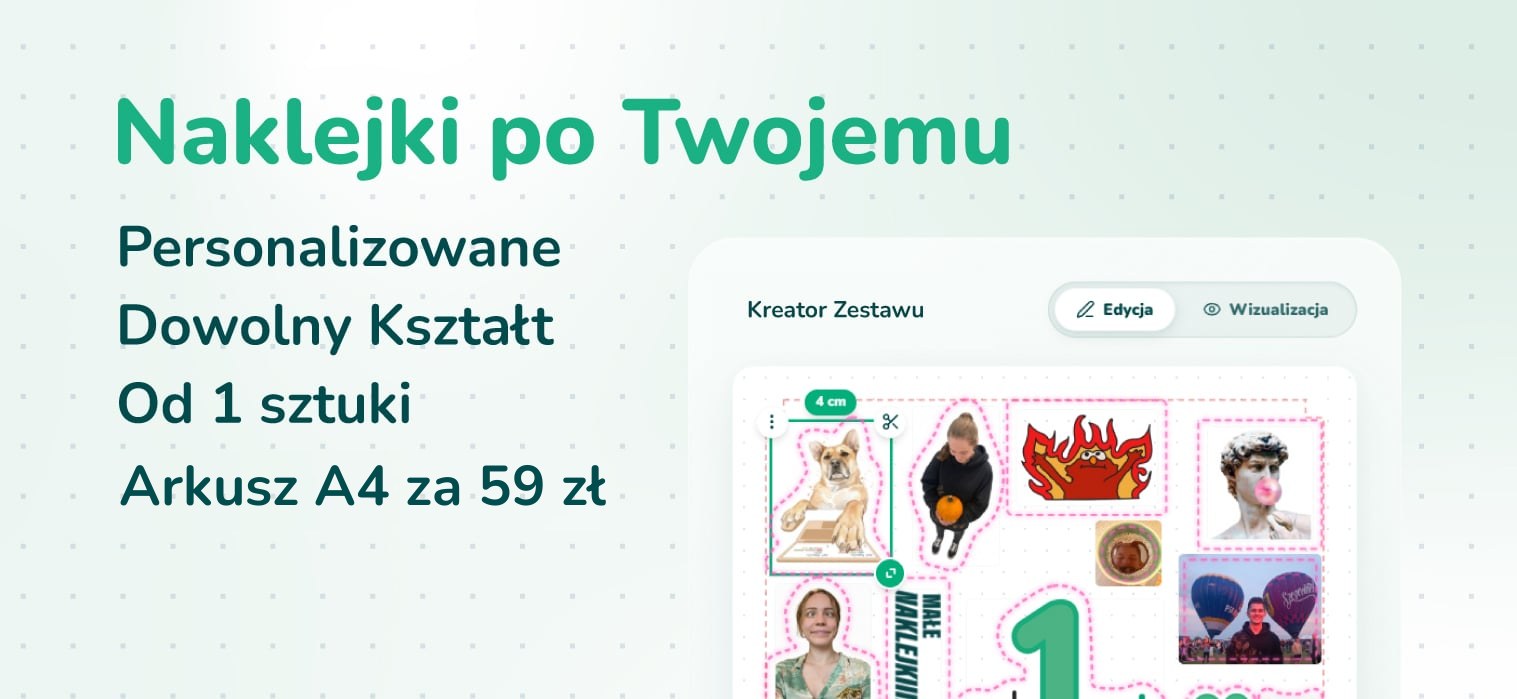 Naklejki po Twojemu
Personalizowane
Dowolny Kształt
Od 1 sztuki
Arkusz A4 za 59 zł
Kreator Zestawu
Edycja
Wizualizacja
4 cm
MAŁE
NAKLEJKI
1